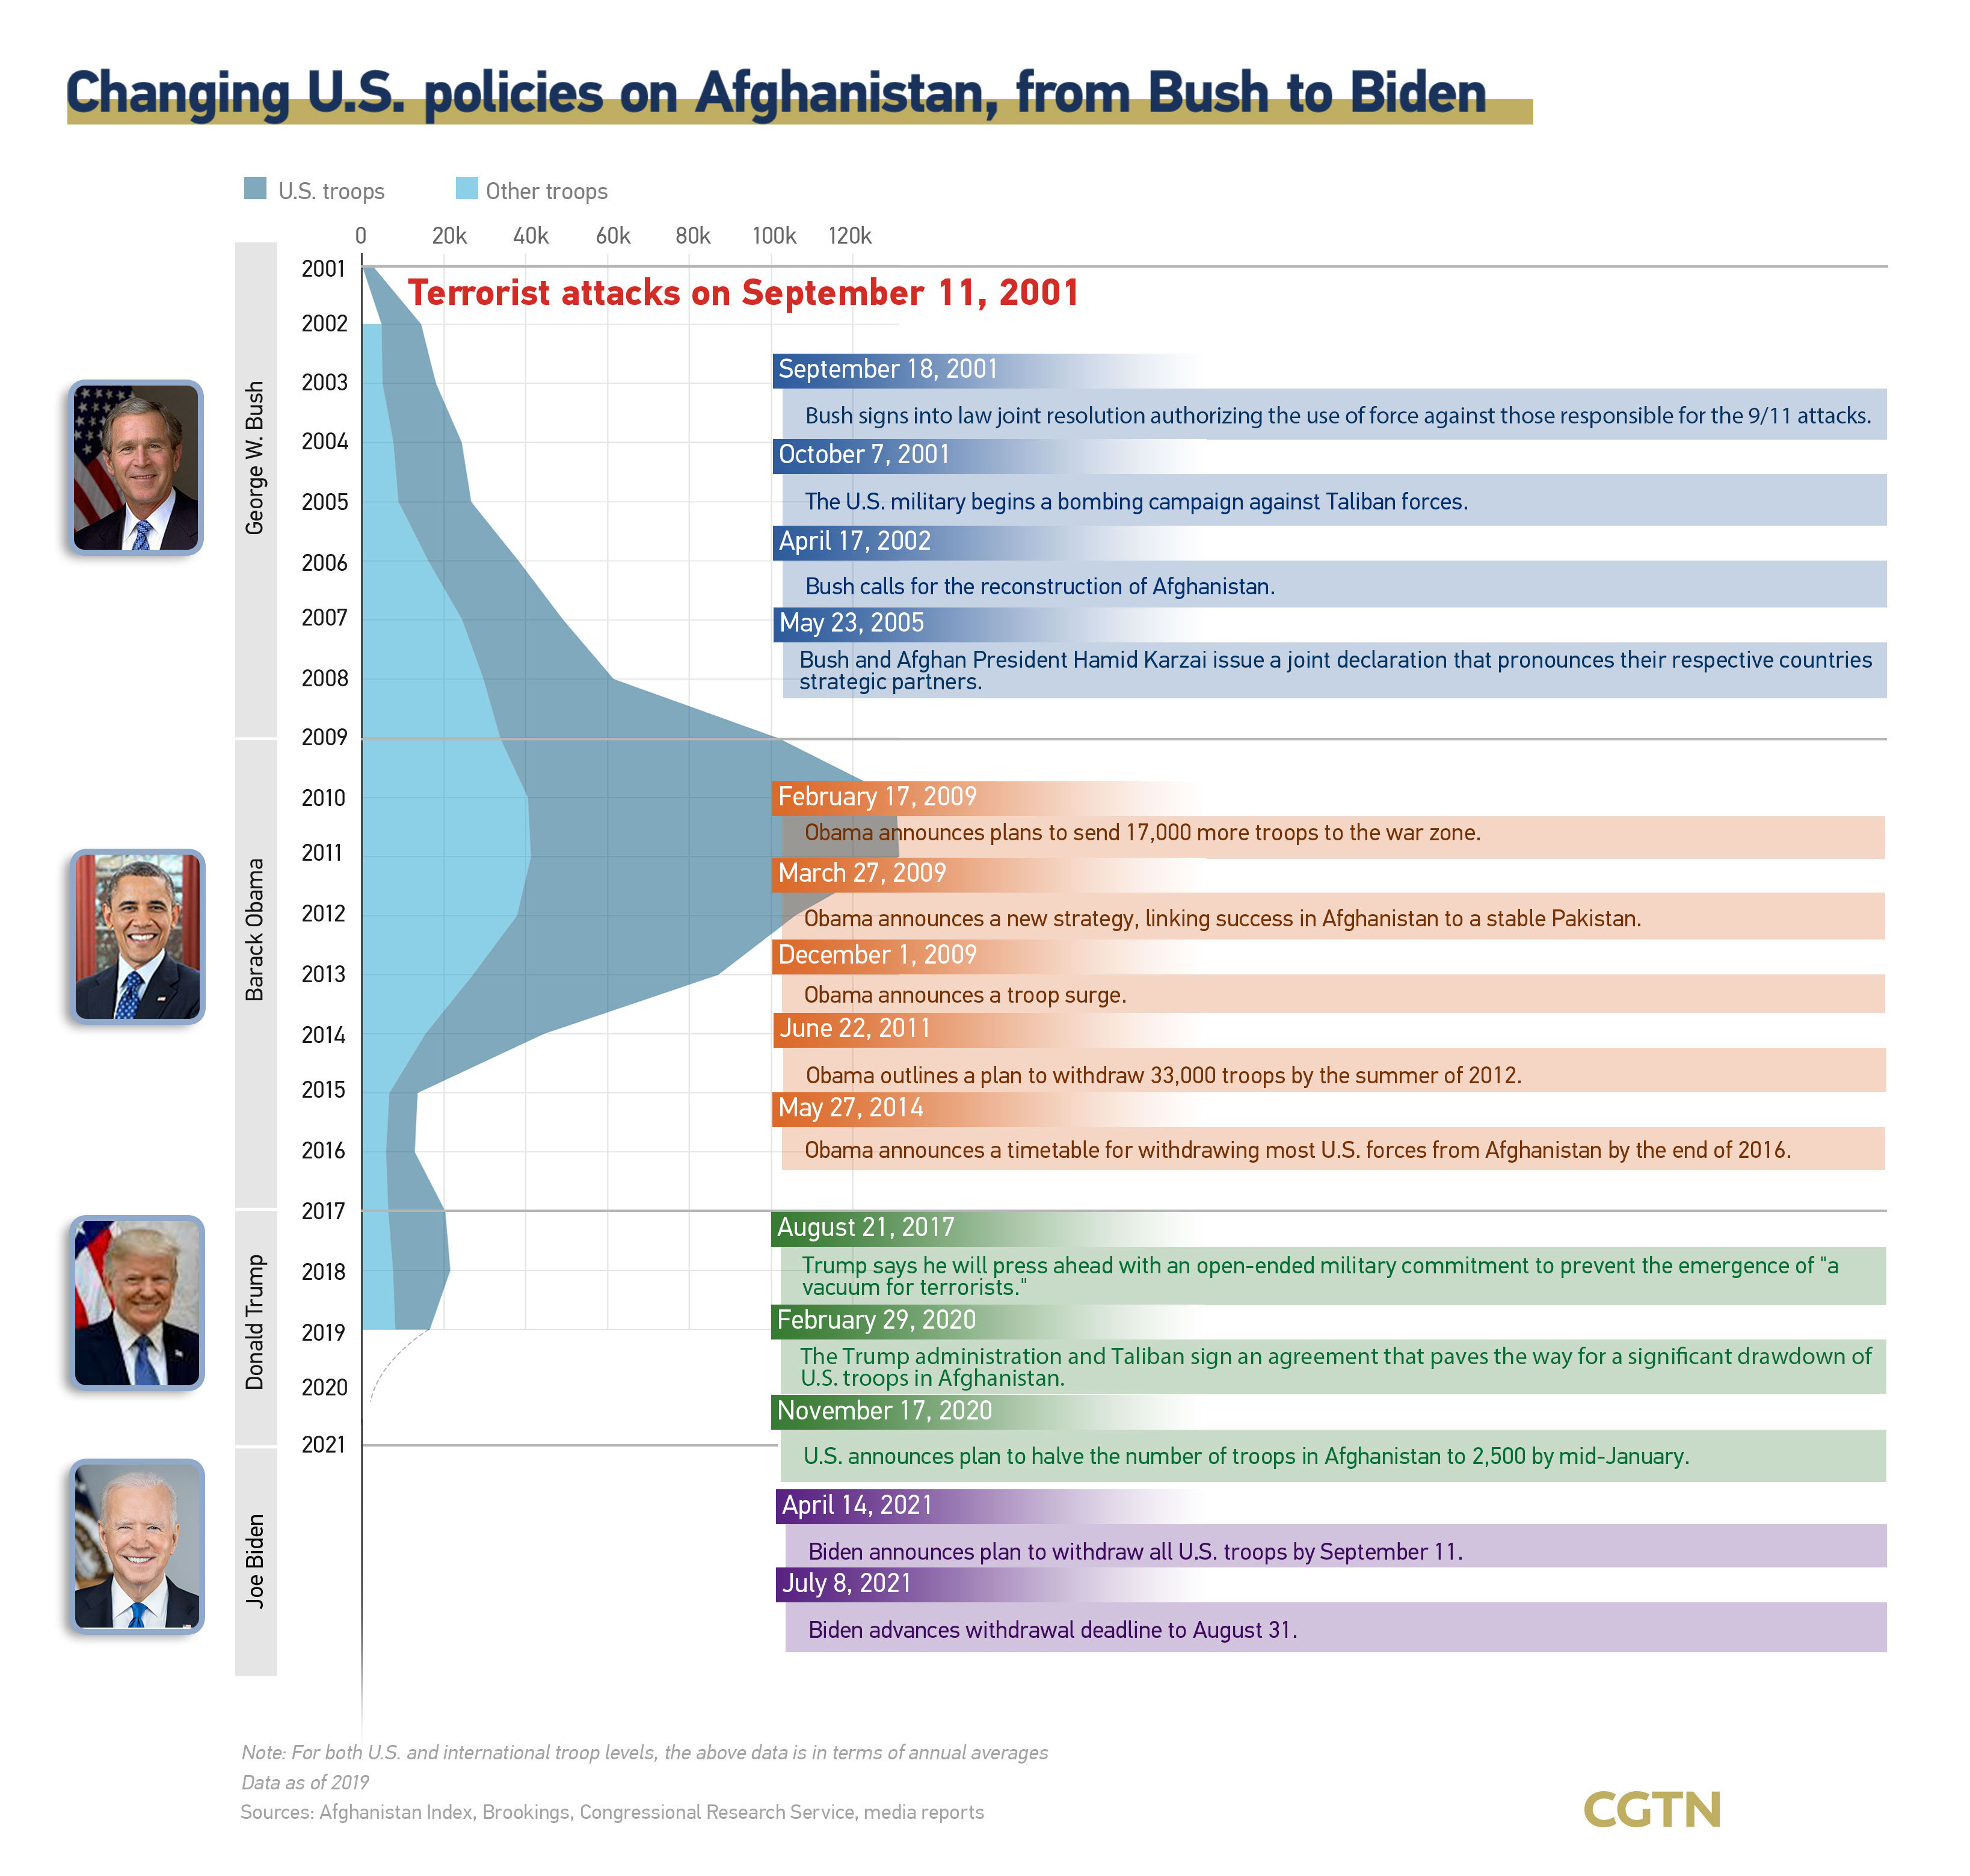 Changing U.S. policies on Afghanistan, from Bush to Biden
U.S. troops
Other troops
0 20k 40k 60k 80k 100k 120k
2001
Terrorist attacks on September 11, 2001
2002
2003
2004
2005
2006
2007
2008
2009
2010
2011
2012
2013
2014
2015
2016
2017
2018
2019
2020
2021
George W. Bush
September 18, 2001
Bush signs into law joint resolution authorizing the use of force against those responsible for the 9/11 attacks.
October 7, 2001
The U.S. military begins a bombing campaign against Taliban forces.
April 17, 2002
Bush calls for the reconstruction of Afghanistan.
May 23, 2005
Bush and Afghan President Hamid Karzai issue a joint declaration that pronounces their respective countries
strategic partners.
Barack Obama
February 17, 2009
Obama announces plans to send 17,000 more troops to the war zone.
March 27, 2009
Obama announces a new strategy, linking success in Afghanistan to a stable Pakistan.
December 1, 2009
Obama announces a troop surge.
June 22, 2011
Obama outlines a plan to withdraw 33,000 troops by the summer of 2012.
May 27, 2014
Obama announces a timetable for withdrawing most U.S. forces from Afghanistan by the end of 2016.
Donald Trump
August 21, 2017
Trump says he will press ahead with an open-ended military commitment to prevent the emergence of "a
vacuum for terrorists."
February 29, 2020
The Trump administration and Taliban sign an agreement that paves the way for a significant drawdown of
U.S. troops in Afghanistan.
November 17, 2020
U.S. announces plan to halve the number of troops in Afghanistan to 2,500 by mid-January.
Joe Biden
April 14, 2021
Biden announces plan to withdraw all U.S. troops by September 11.
July 8, 2021
Biden advances withdrawal deadline to August 31.
Note: For both U.S. and international troop levels, the above data is in terms of annual averages
Data as of 2019
Sources: Afghanistan Index, Brookings, Congressional Research Service, media reports
CGTN